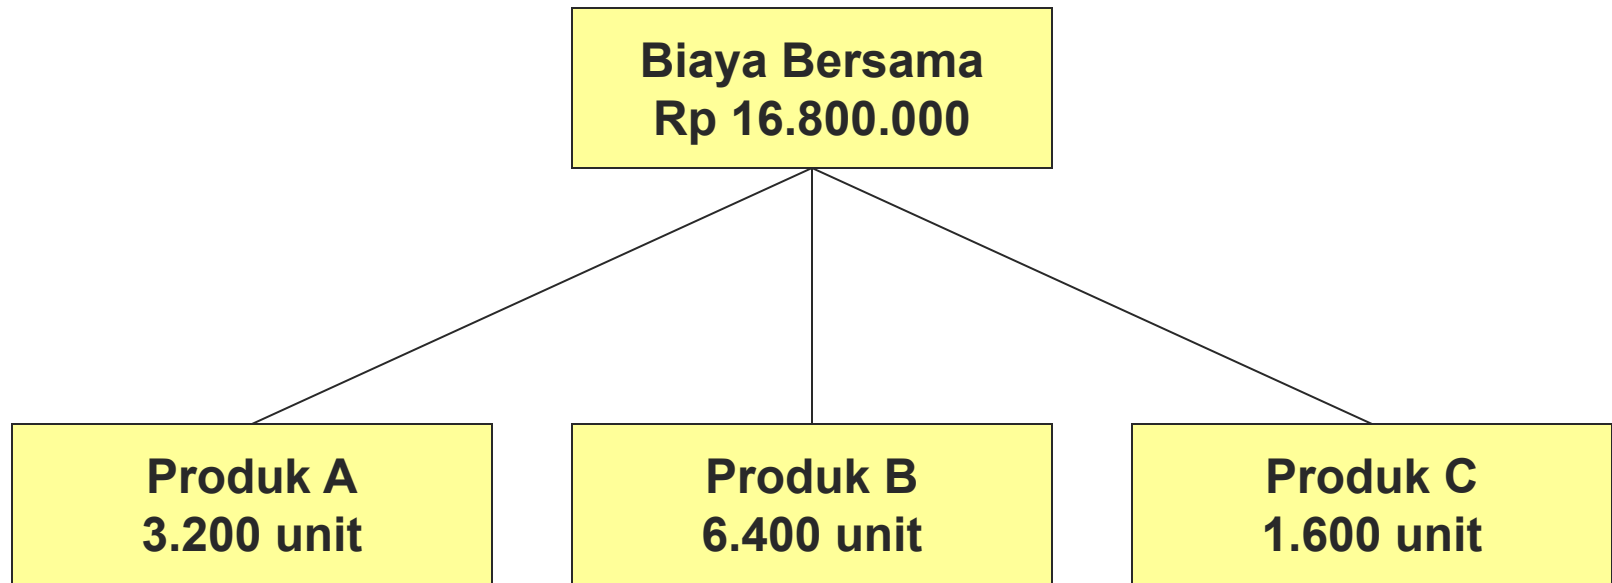 Biaya Bersama
Rp 16.800.000
Produk A
3.200 unit
Produk B
6.400 unit
Produk C
1.600 unit